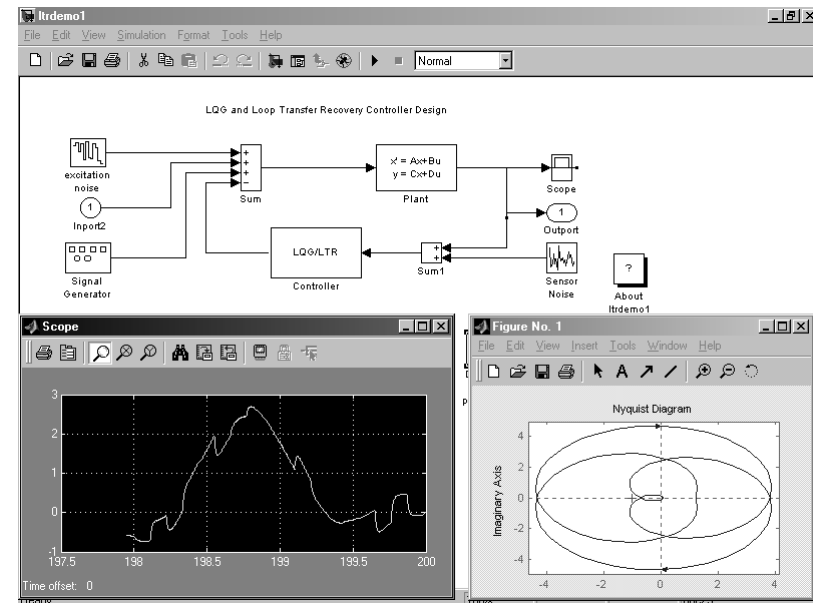 ltrdemo1
File Edit View Simulation Format Tools Help
Normal
LQG and Loop Transfer Recovery Controller Design
excitation
noise
1
Inport2
Signal
Generator
+
+
+
−
Sum
x' = Ax+Bu
y = Cx+Du
Plant
Scope
1
Outport
LQG/LTR
Controller
+
+
Sum1
Sensor
Noise
?
About
ltrdemo1
Scope
3
2
1
0
-1
197.5 198 198.5 199 199.5 200
Time offset: 0
Figure No. 1
File Edit View Insert Tools Window Help
Nyquist Diagram
Imaginary Axis
4
2
0
-2
-4
-4 -2 0 2 4